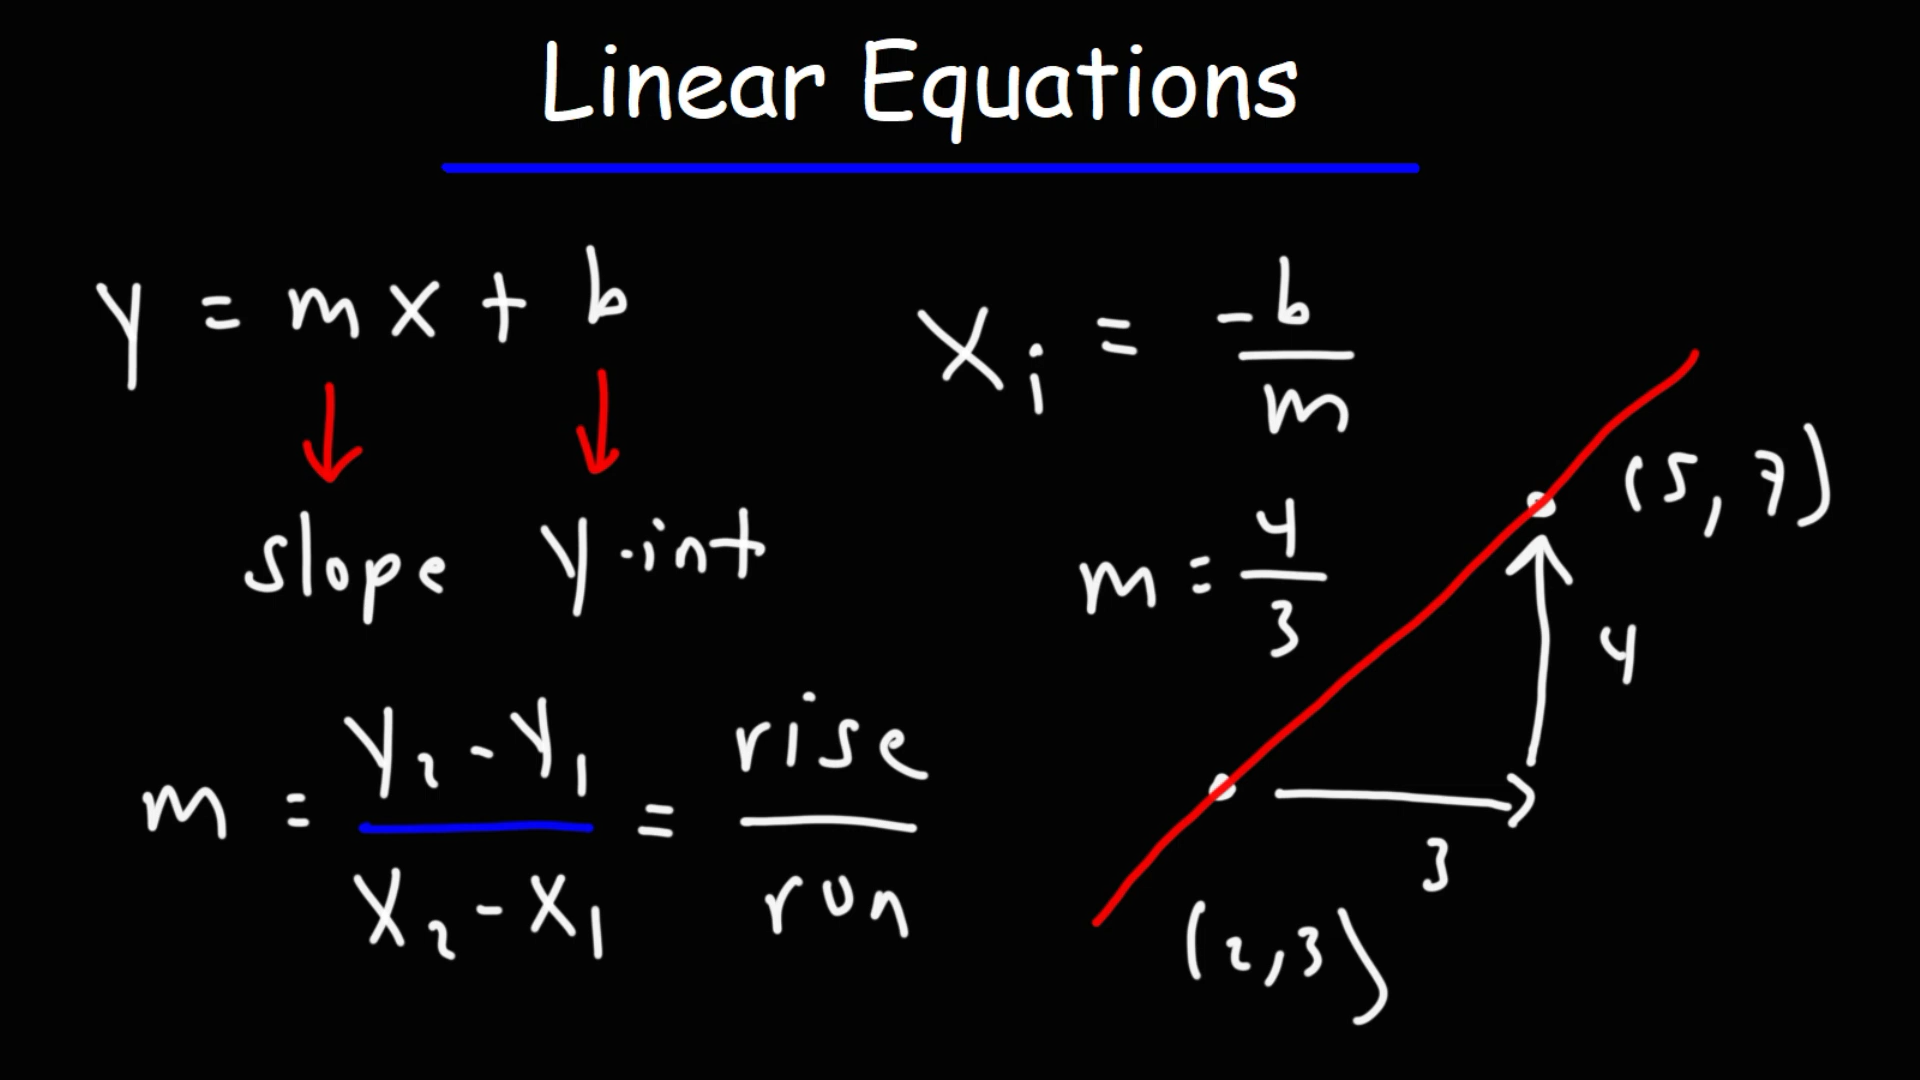 Linear Equations
y = mx + b
slope y-int
m = y₂ - y₁ / x₂ - x₁ = rise / run
xᵢ = -b / m
m = 4 / 3
(5, 7)
4
3
(2,3)